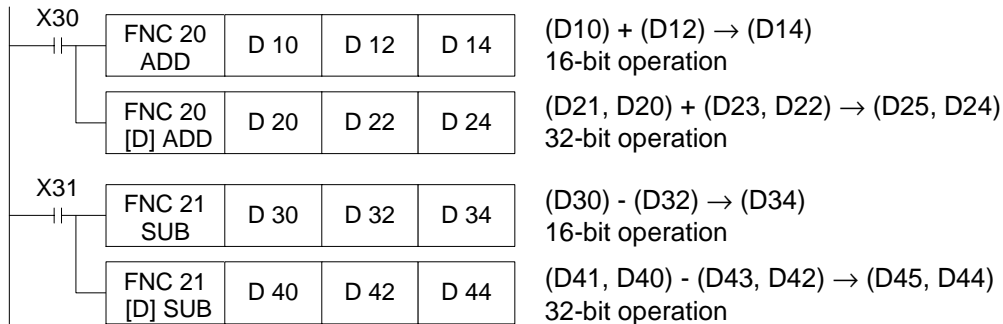 X30
FNC 20
ADD
D 10
D 12
D 14
(D10) + (D12) → (D14)
16-bit operation
FNC 20
[D] ADD
D 20
D 22
D 24
(D21, D20) + (D23, D22) → (D25, D24)
32-bit operation
X31
FNC 21
SUB
D 30
D 32
D 34
(D30) - (D32) → (D34)
16-bit operation
FNC 21
[D] SUB
D 40
D 42
D 44
(D41, D40) - (D43, D42) → (D45, D44)
32-bit operation